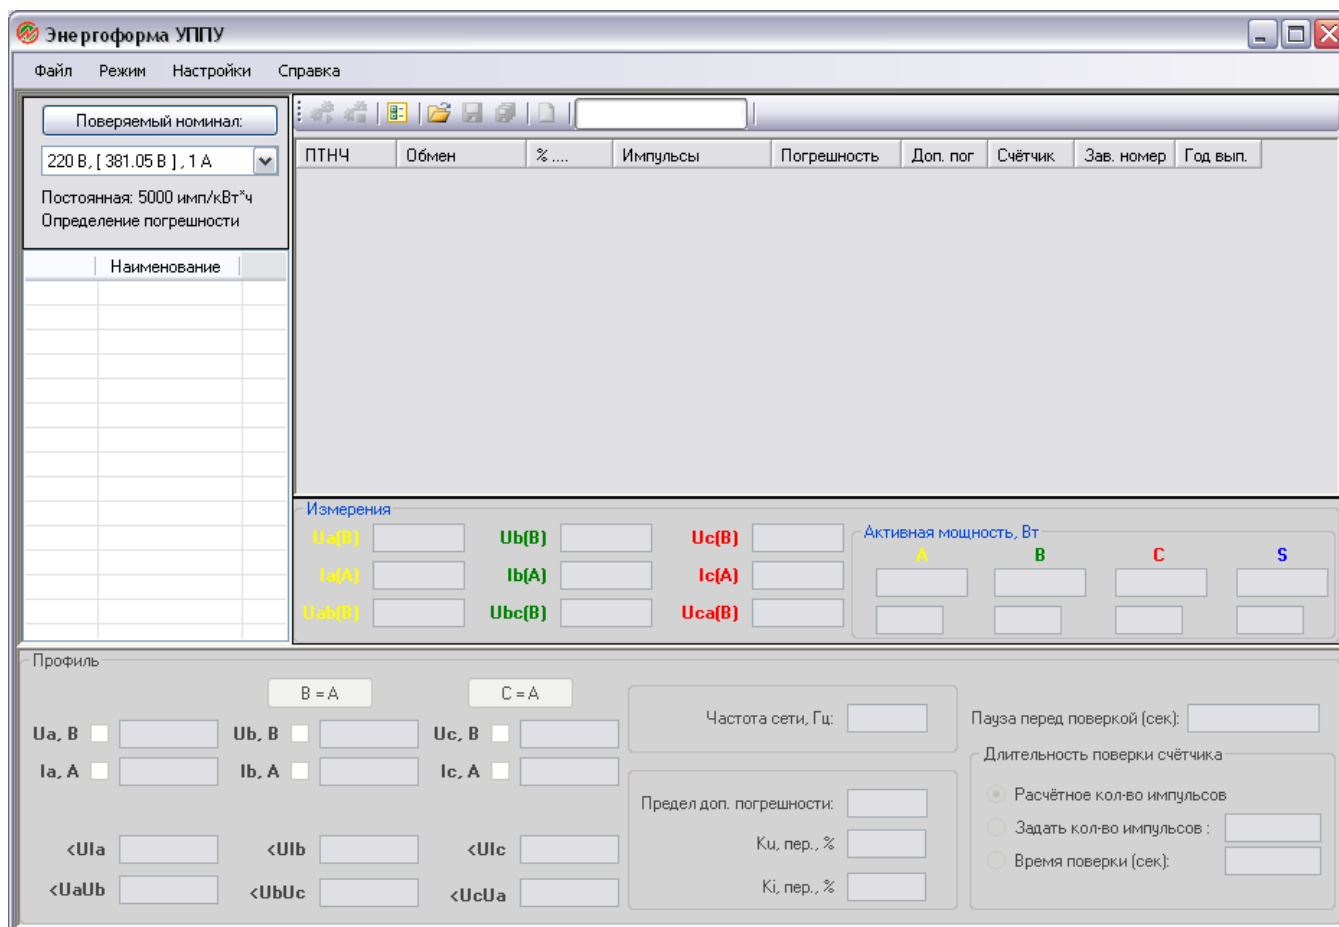 Энергоформа УППУ
Файл Режим Настройки Справка
Поверяемый номинал:
220 В, [ 381.05 В ] , 1 А
Постоянная: 5000 имп/кВт*ч
Определение погрешности
Наименование
ПТНЧ Обмен % .... Импульсы Погрешность Доп. пог Счётчик Зав. номер Год вып.
Измерения
Ua(B) Ub(B) Uc(B)
Ia(A) Ib(A) Ic(A)
Uab(B) Ubc(B) Uca(B)
Активная мощность, Вт
A B C S
Профиль
B = A C = A
Ua, B Ub, B Uc, B
Ia, A Ib, A Ic, A
<UIa <UIb <UIc
<UaUb <UbUc <UcUa
Частота сети, Гц:
Предел доп. погрешности:
Ku, пер., %
Ki, пер., %
Пауза перед поверкой (сек):
Длительность поверки счётчика
Расчётное кол-во импульсов
Задать кол-во импульсов :
Время поверки (сек):